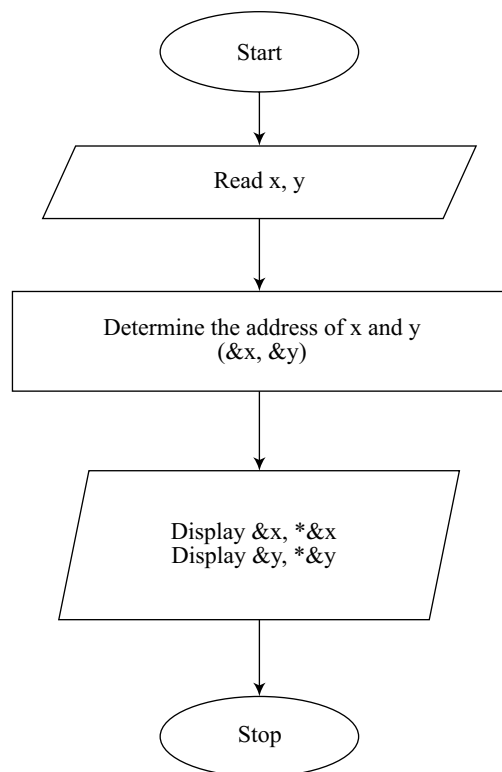 Start
Read x, y
Determine the address of x and y
(&x, &y)
Display &x, *&x
Display &y, *&y
Stop